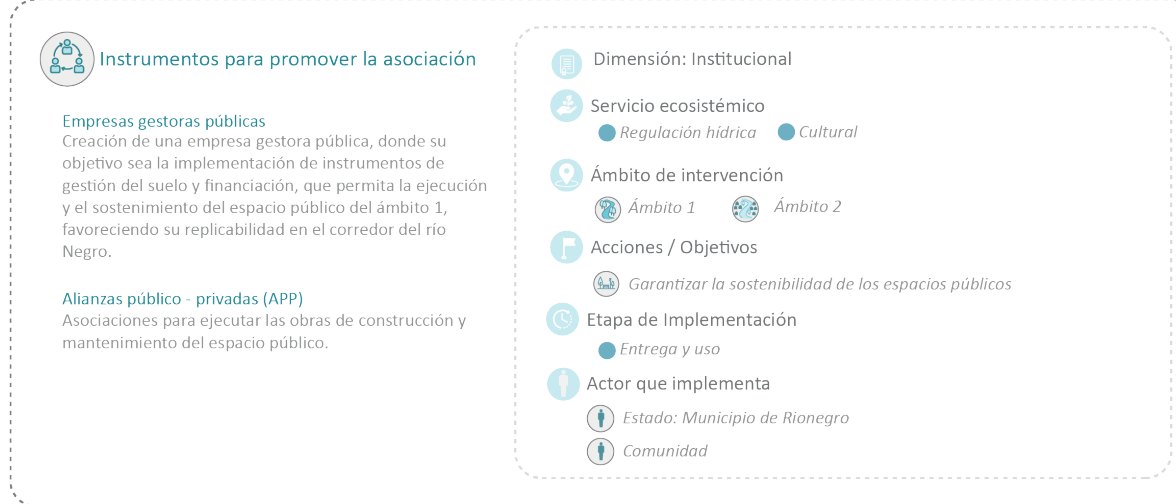 Instrumentos para promover la asociación
Empresas gestoras públicas
Creación de una empresa gestora pública, donde su
objetivo sea la implementación de instrumentos de
gestión del suelo y financiación, que permita la ejecución
y el sostenimiento del espacio público del ámbito 1,
favoreciendo su replicabilidad en el corredor del río
Negro.
Alianzas público - privadas (APP)
Asociaciones para ejecutar las obras de construcción y
mantenimiento del espacio público.
Dimensión: Institucional
Servicio ecosistémico
Regulación hídrica Cultural
Ámbito de intervención
Ámbito 1 Ámbito 2
Acciones / Objetivos
Garantizar la sostenibilidad de los espacios públicos
Etapa de Implementación
Entrega y uso
Actor que implementa
Estado: Municipio de Rionegro
Comunidad